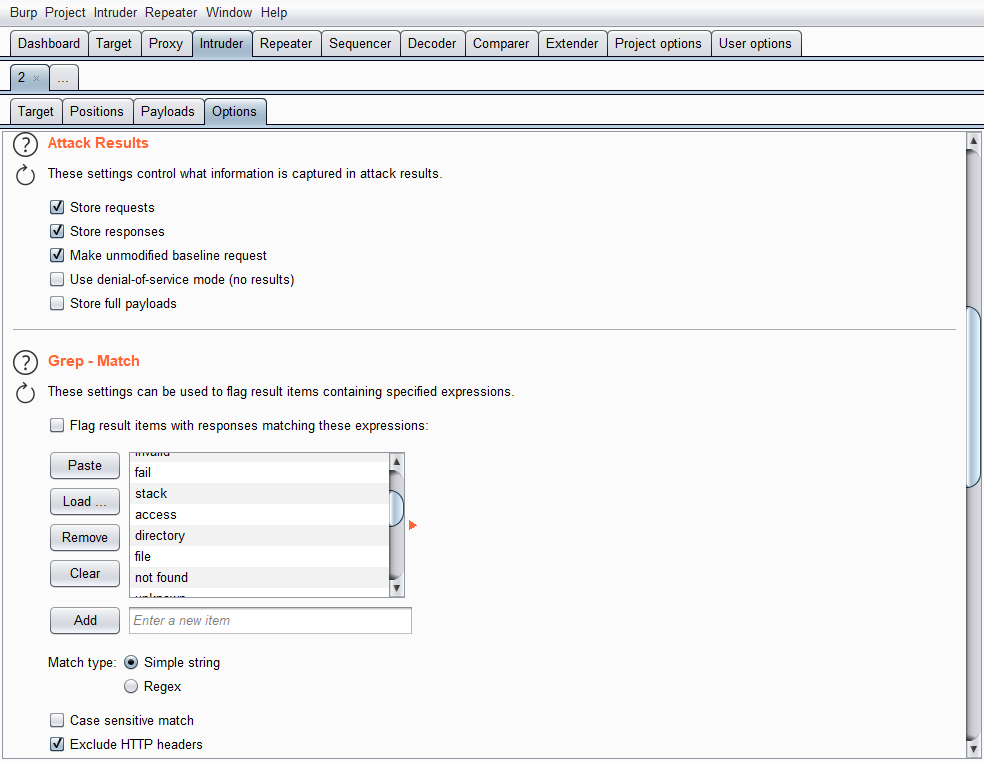 Burp Project Intruder Repeater Window Help
Dashboard Target Proxy Intruder Repeater Sequencer Decoder Comparer Extender Project options User options
2 × ...
Target Positions Payloads Options
? Attack Results
These settings control what information is captured in attack results.
Store requests
Store responses
Make unmodified baseline request
Use denial-of-service mode (no results)
Store full payloads
? Grep - Match
These settings can be used to flag result items containing specified expressions.
Flag result items with responses matching these expressions:
Paste
Load ...
Remove
Clear
invalid
fail
stack
access
directory
file
not found
unknown
Add Enter a new item
Match type: Simple string
Regex
Case sensitive match
Exclude HTTP headers